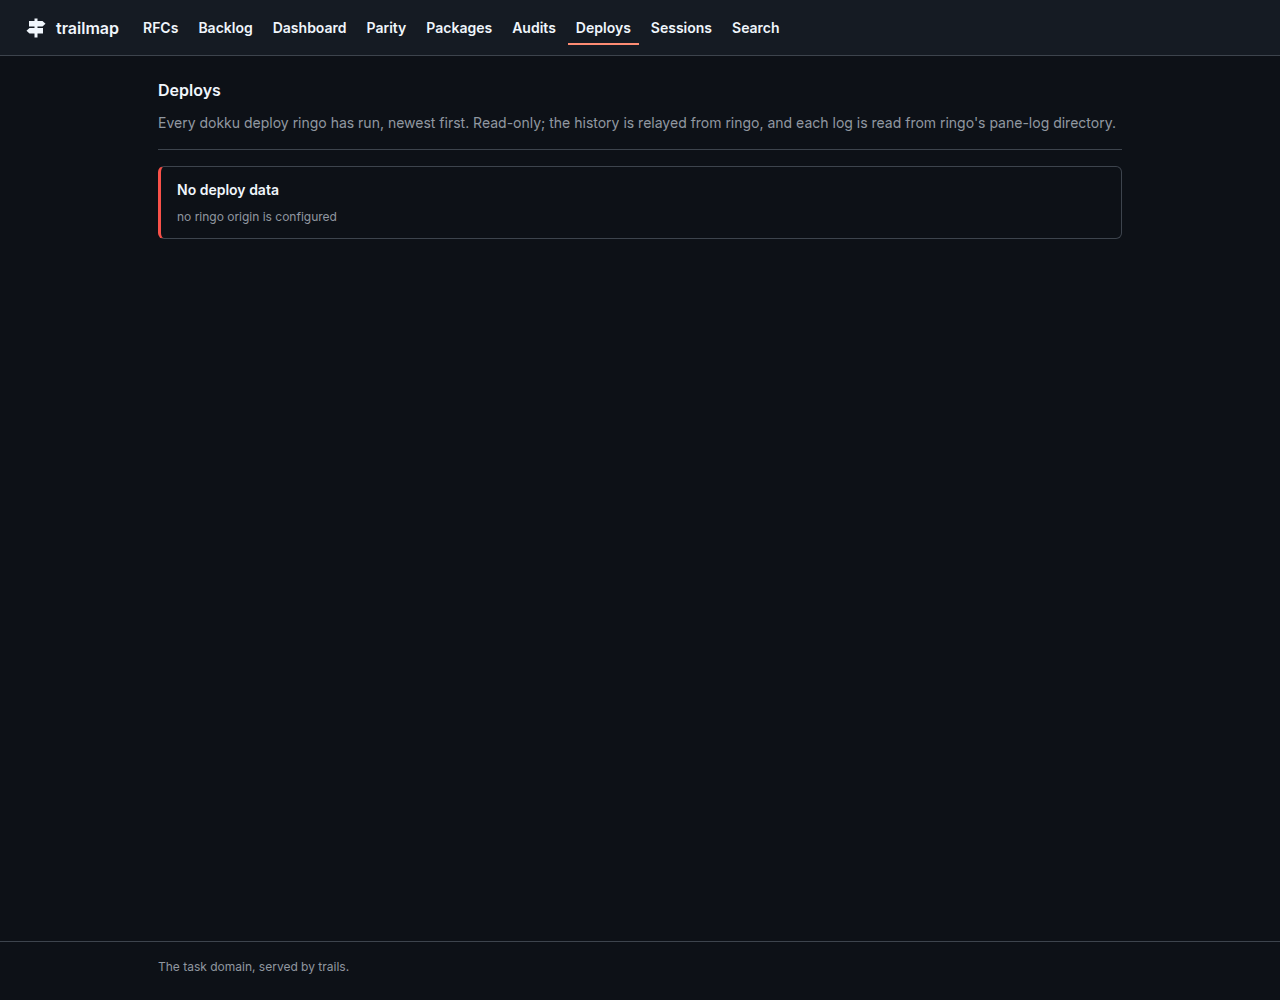 trailmap RFCs Backlog Dashboard Parity Packages Audits Deploys Sessions Search
Deploys
Every dokku deploy ringo has run, newest first. Read-only; the history is relayed from ringo, and each log is read from ringo's pane-log directory.
No deploy data
no ringo origin is configured
The task domain, served by trails.